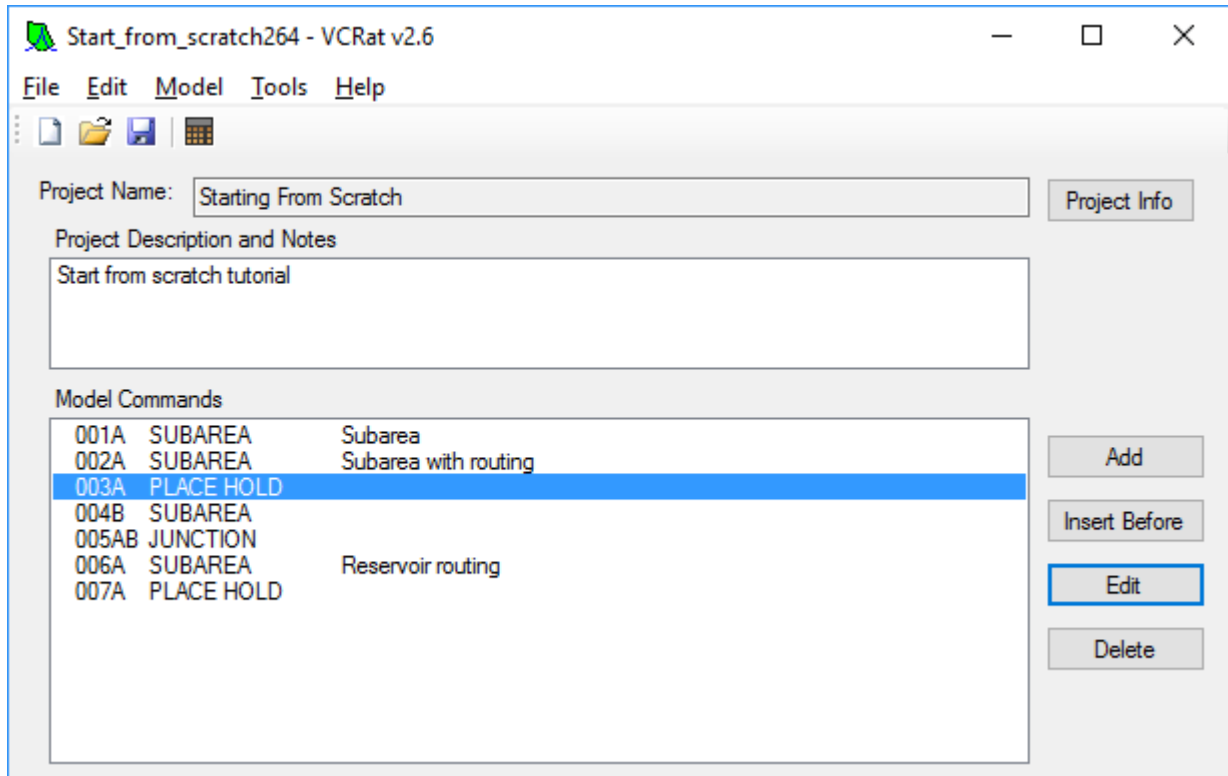 Start_from_scratch264 - VCRat v2.6
File Edit Model Tools Help
Project Name: Starting From Scratch Project Info
Project Description and Notes
Start from scratch tutorial
Model Commands
001A SUBAREA Subarea
002A SUBAREA Subarea with routing
003A PLACE HOLD
004B SUBAREA
005AB JUNCTION
006A SUBAREA Reservoir routing
007A PLACE HOLD
Add
Insert Before
Edit
Delete